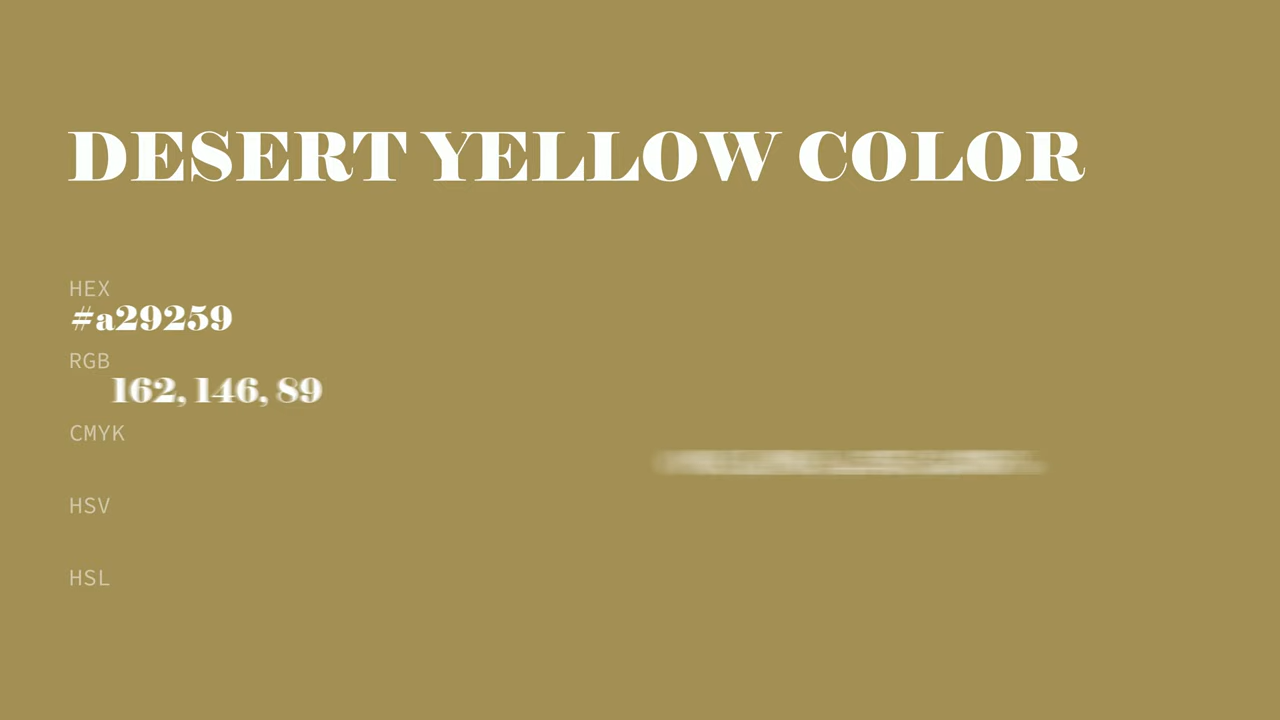 DESERT YELLOW COLOR
HEX
#a29259
RGB
162, 146, 89
CMYK
HSV
HSL